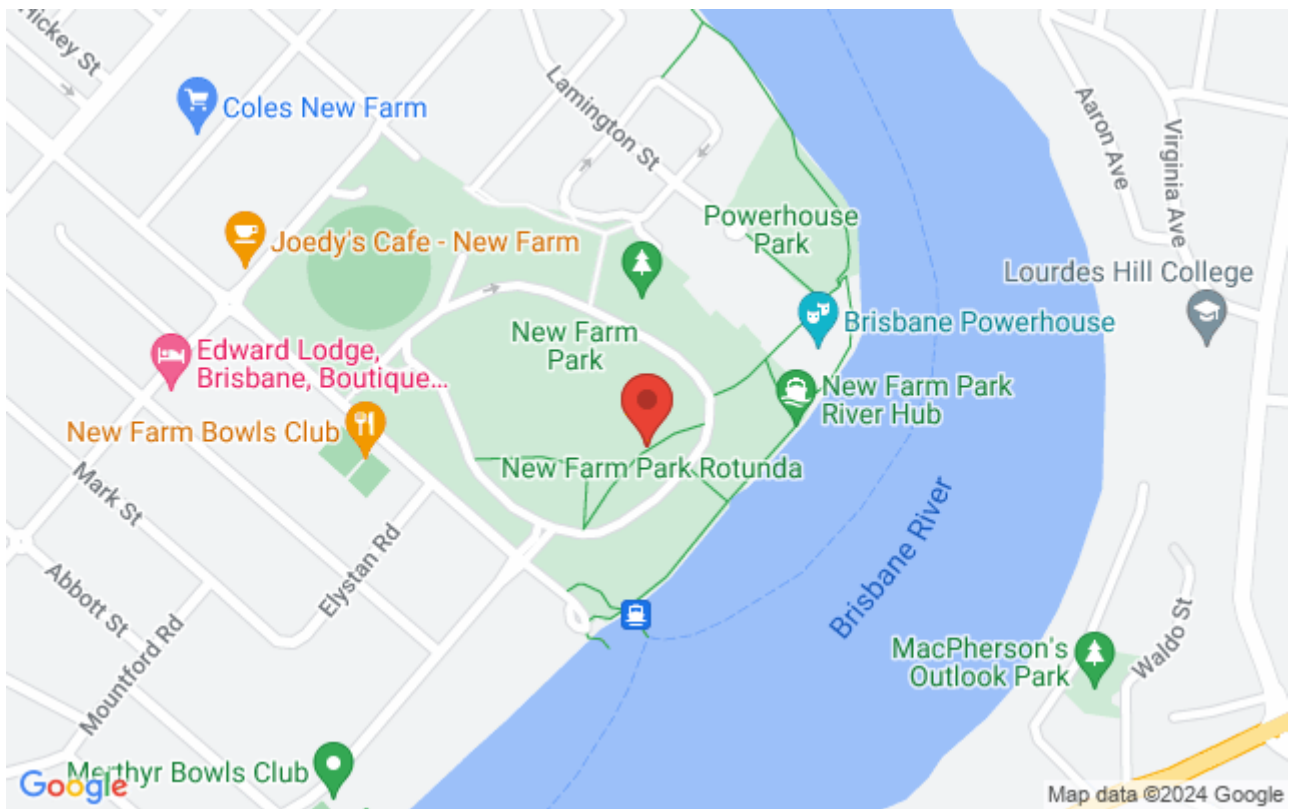 Hickey St
Coles New Farm
Lamington St
Aaron Ave
Virginia Ave
Powerhouse
Park
Joedy's Cafe - New Farm
Lourdes Hill College
Brisbane Powerhouse
New Farm
Park
Edward Lodge,
Brisbane, Boutique...
New Farm Park
River Hub
New Farm Bowls Club
New Farm Park Rotunda
Mark St
Elystan Rd
Brisbane River
Abbott St
Mountford Rd
MacPherson's
Outlook Park
Waldo St
Merthyr Bowls Club
Google
Map data ©2024 Google